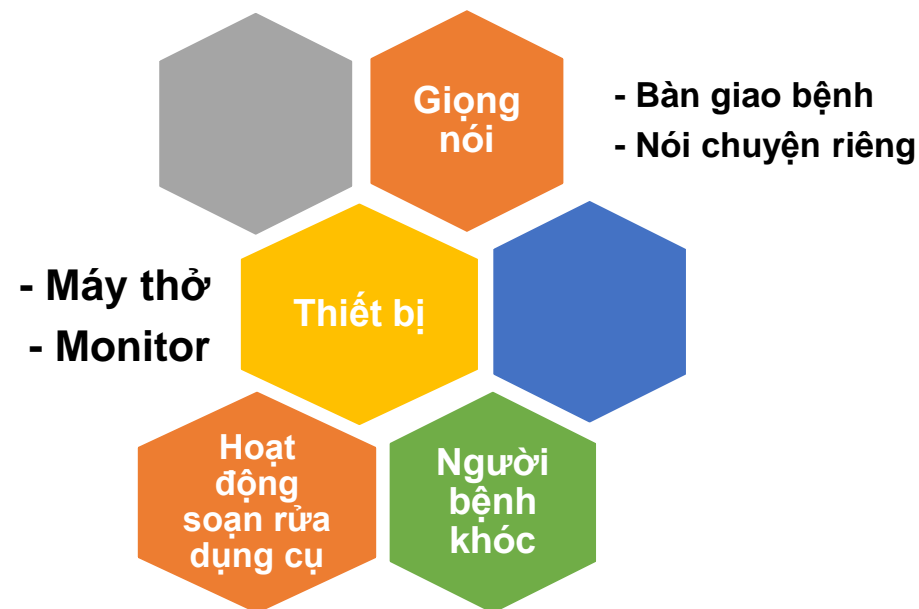 Giọng
nói
- Bàn giao bệnh
- Nói chuyện riêng
- Máy thở
- Monitor
Thiết bị
Hoạt
động
soạn rửa
dụng cụ
Người
bệnh
khóc